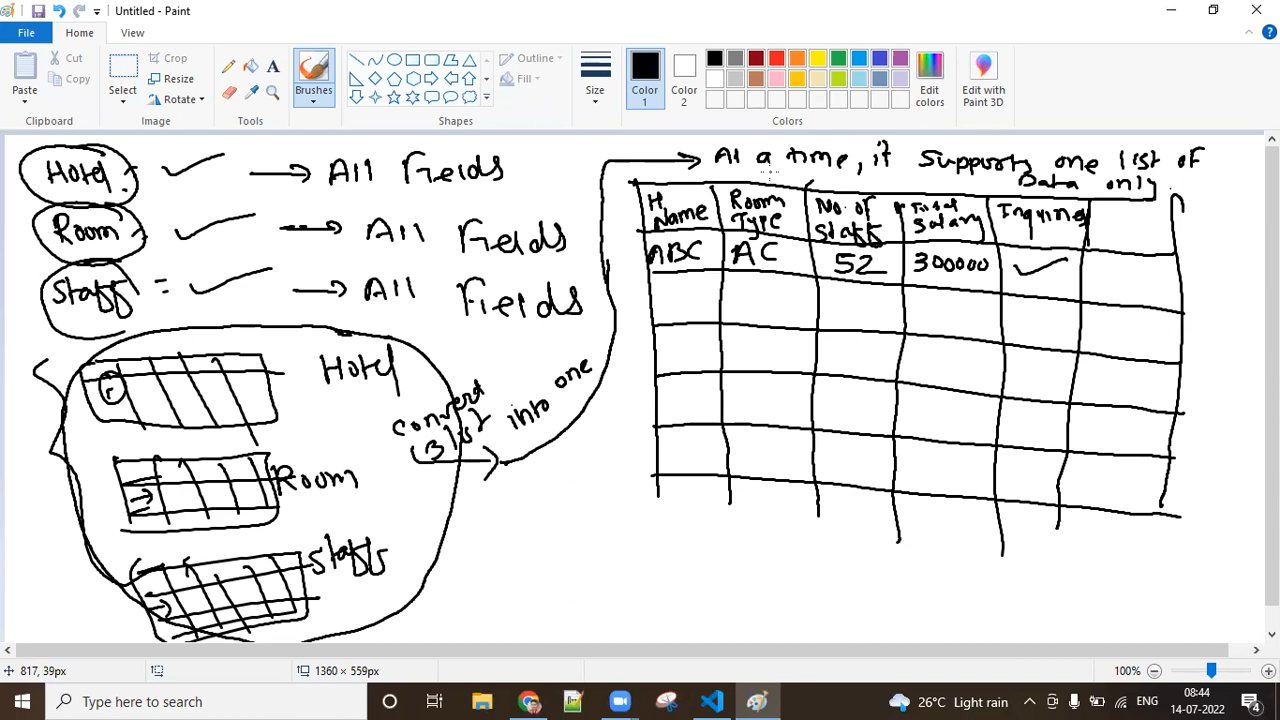 Untitled - Paint
File
Home
View
Paste
Cut
Copy
Clipboard
Select
Crop
Resize
Rotate
Image
Tools
Brushes
Shapes
Outline
Fill
Size
Color 1
Color 2
Colors
Edit colors
Edit with Paint 3D
Hotel → All Fields
Room → All Fields
Staff = → All Fields
Hotel
Room
Staffs
into one
→ At a time, it supports one list of
Data only
H. Name
Room Type
No. of Staff
Total Salary
ABC AC 52 300000
817, 39px
1360 × 559px
100%
Type here to search
26°C Light rain
ENG
08:44
14-07-2022
4